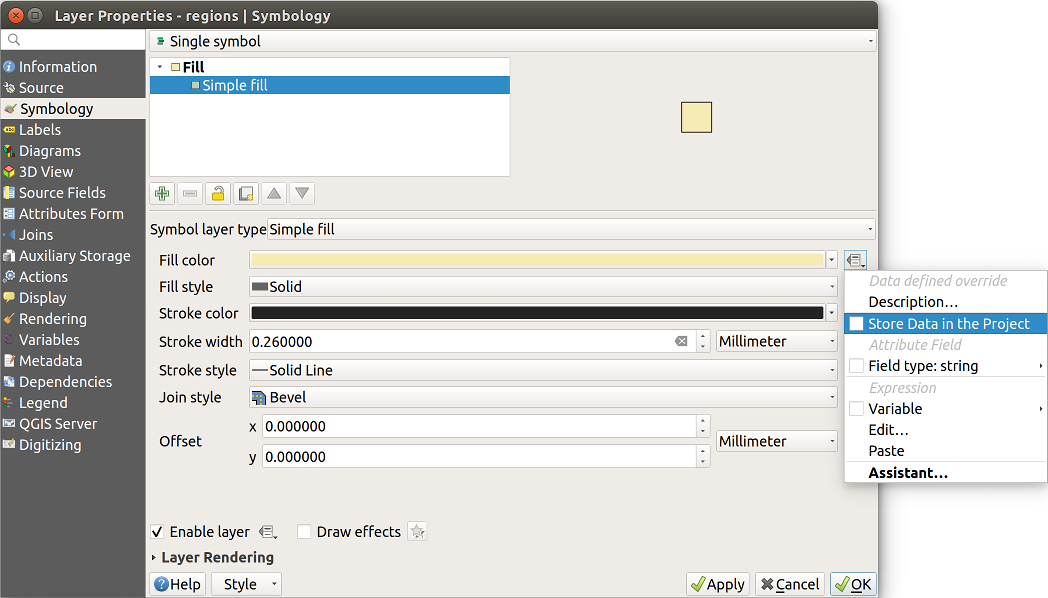 Layer Properties - regions | Symbology
Information
Source
Symbology
Labels
Diagrams
3D View
Source Fields
Attributes Form
Joins
Auxiliary Storage
Actions
Display
Rendering
Variables
Metadata
Dependencies
Legend
QGIS Server
Digitizing
Single symbol
Fill
Simple fill
Symbol layer type Simple fill
Fill color
Fill style Solid
Stroke color
Stroke width 0.260000 Millimeter
Stroke style Solid Line
Join style Bevel
Offset x 0.000000 Millimeter
y 0.000000
Enable layer Draw effects
Layer Rendering
Help Style Apply Cancel OK
Data defined override
Description...
Store Data in the Project
Attribute Field
Field type: string
Expression
Variable
Edit...
Paste
Assistant...